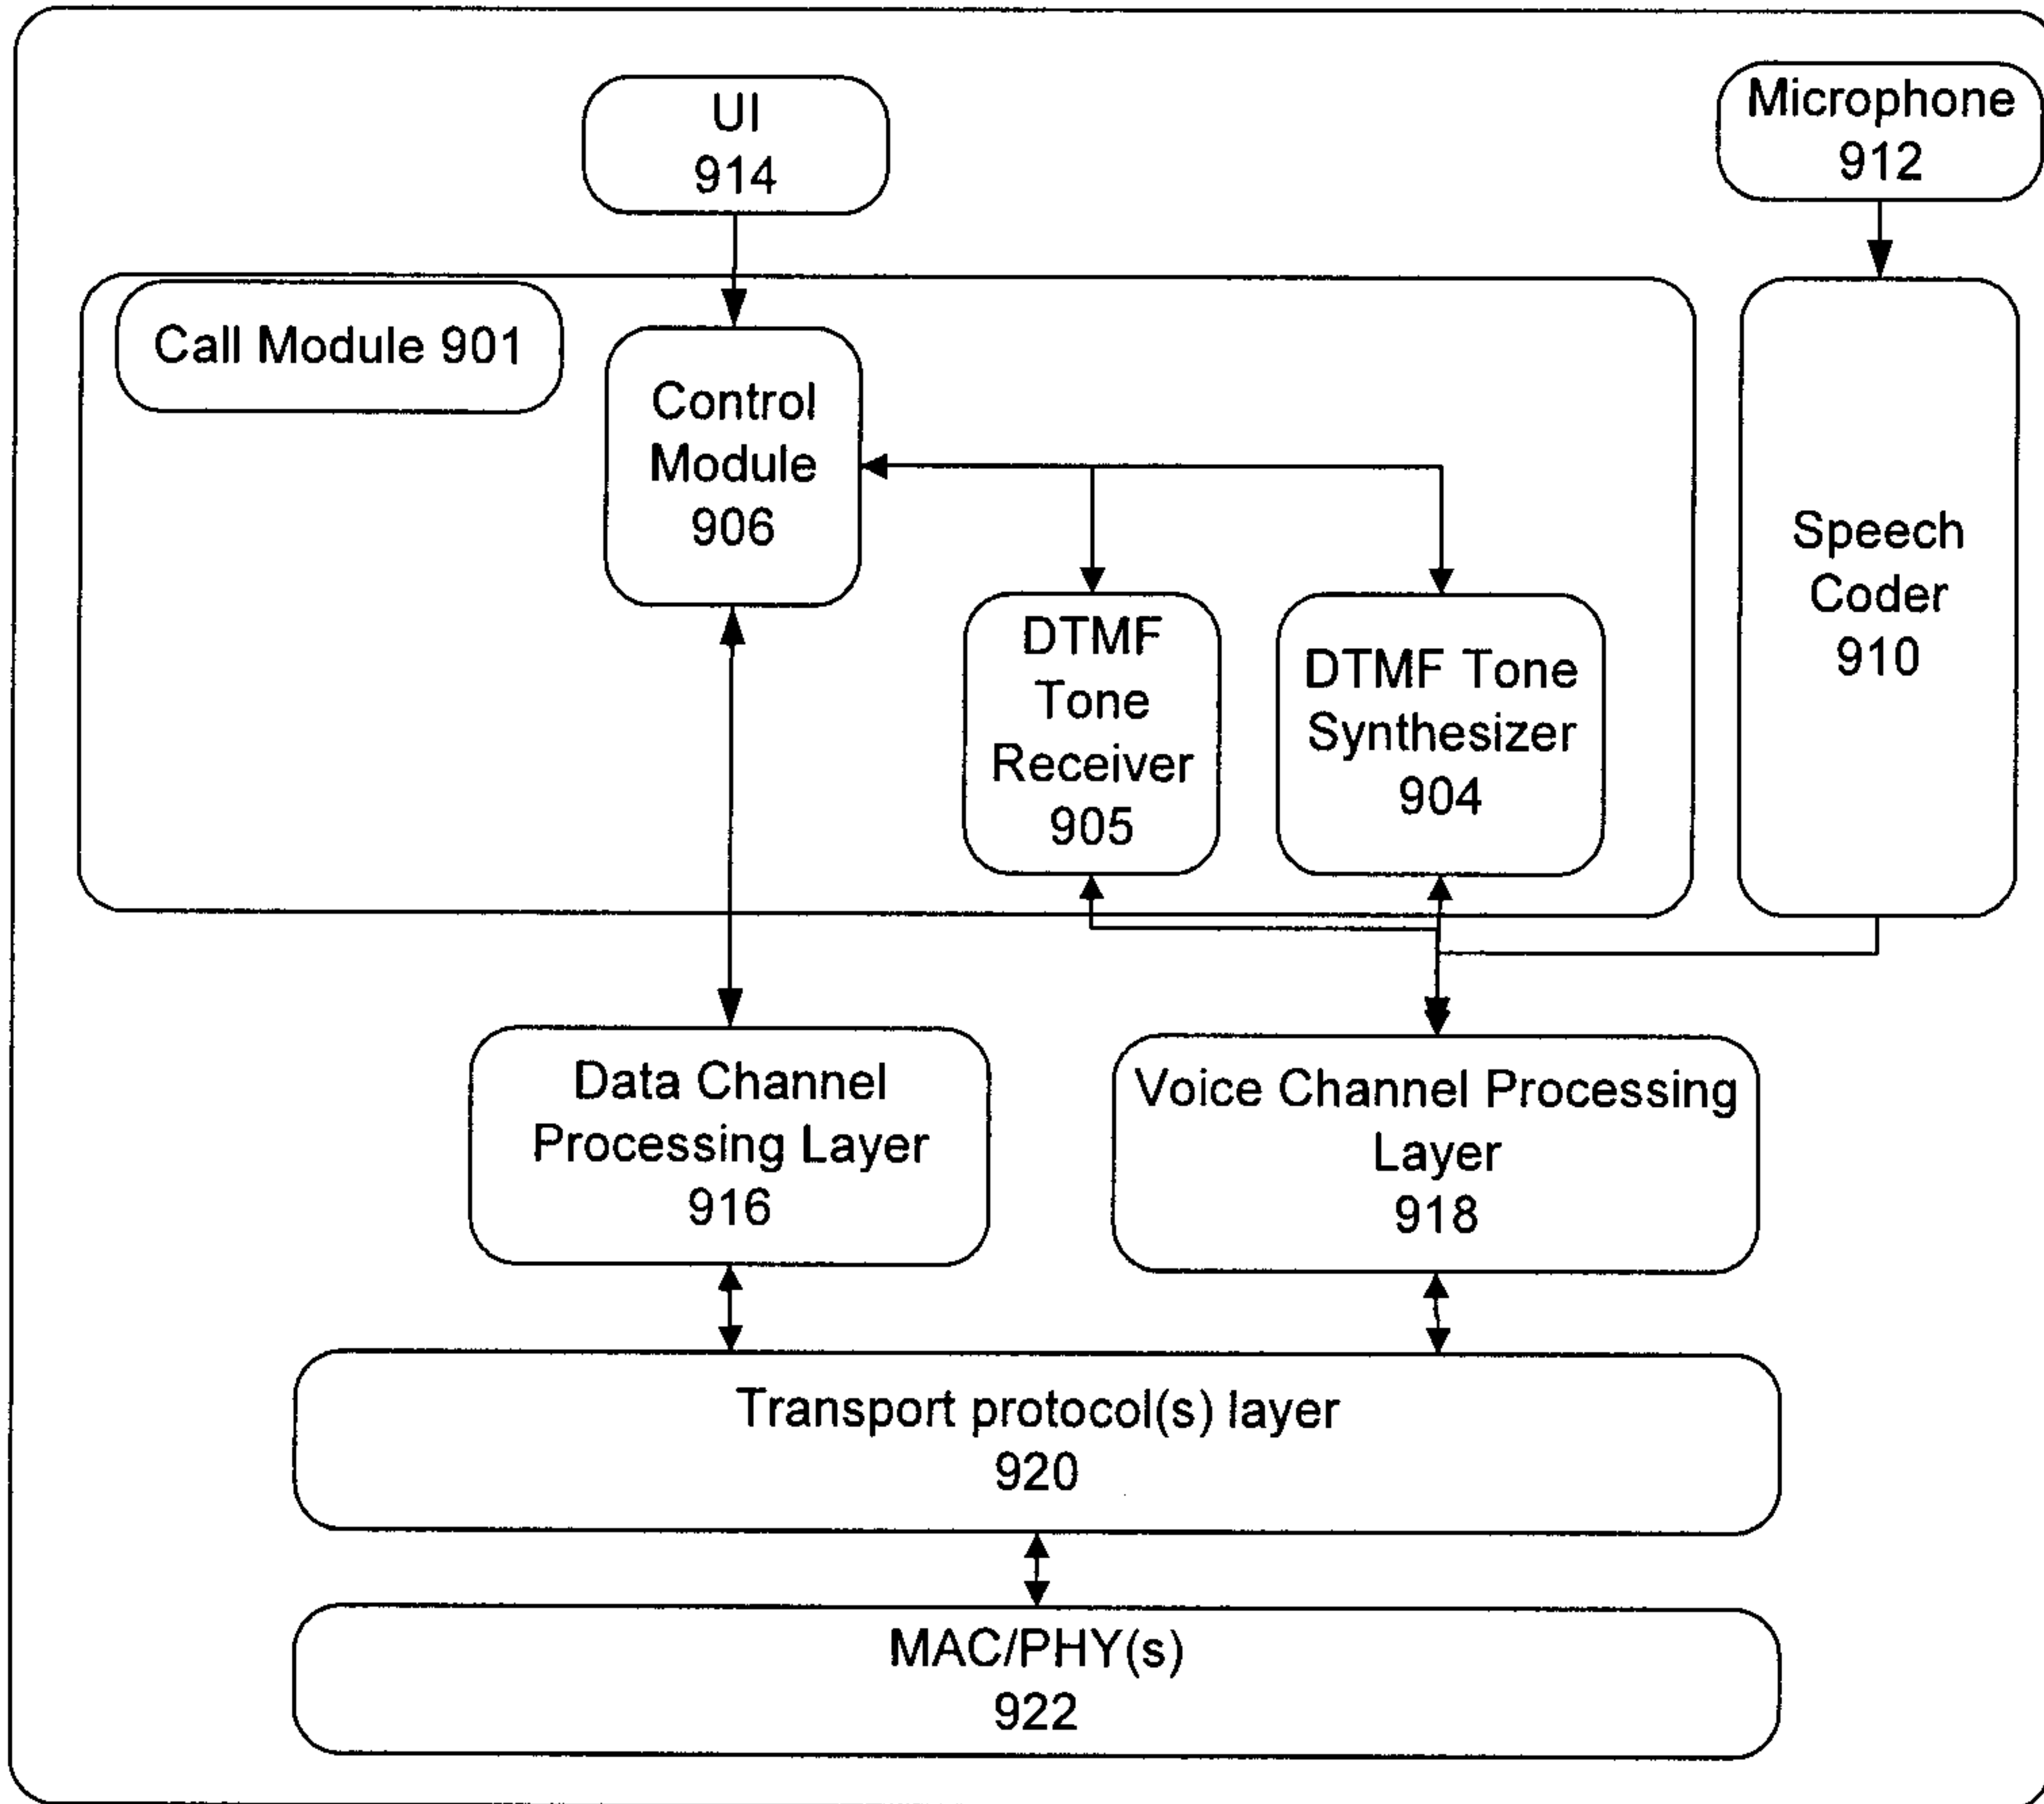 UI
914
Microphone
912
Call Module 901
Control
Module
906
Speech
Coder
910
DTMF
Tone
Receiver
905
DTMF Tone
Synthesizer
904
Data Channel
Processing Layer
916
Voice Channel Processing
Layer
918
Transport protocol(s) layer
920
MAC/PHY(s)
922